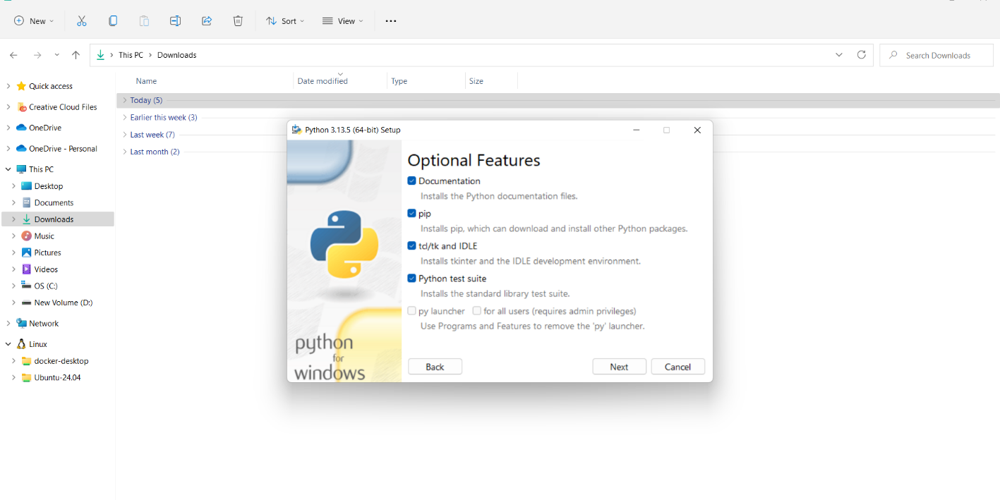 New
Sort
View
This PC
Downloads
Search Downloads
Name
Date modified
Type
Size
Quick access
Creative Cloud Files
OneDrive
OneDrive - Personal
This PC
Desktop
Documents
Downloads
Music
Pictures
Videos
OS (C:)
New Volume (D:)
Network
Linux
docker-desktop
Ubuntu-24.04
Today (5)
Earlier this week (3)
Last week (7)
Last month (2)
Python 3.13.5 (64-bit) Setup
Optional Features
Documentation
Installs the Python documentation files.
pip
Installs pip, which can download and install other Python packages.
tcl/tk and IDLE
Installs tkinter and the IDLE development environment.
Python test suite
Installs the standard library test suite.
py launcher for all users (requires admin privileges)
Use Programs and Features to remove the 'py' launcher.
python
for
windows
Back
Next
Cancel